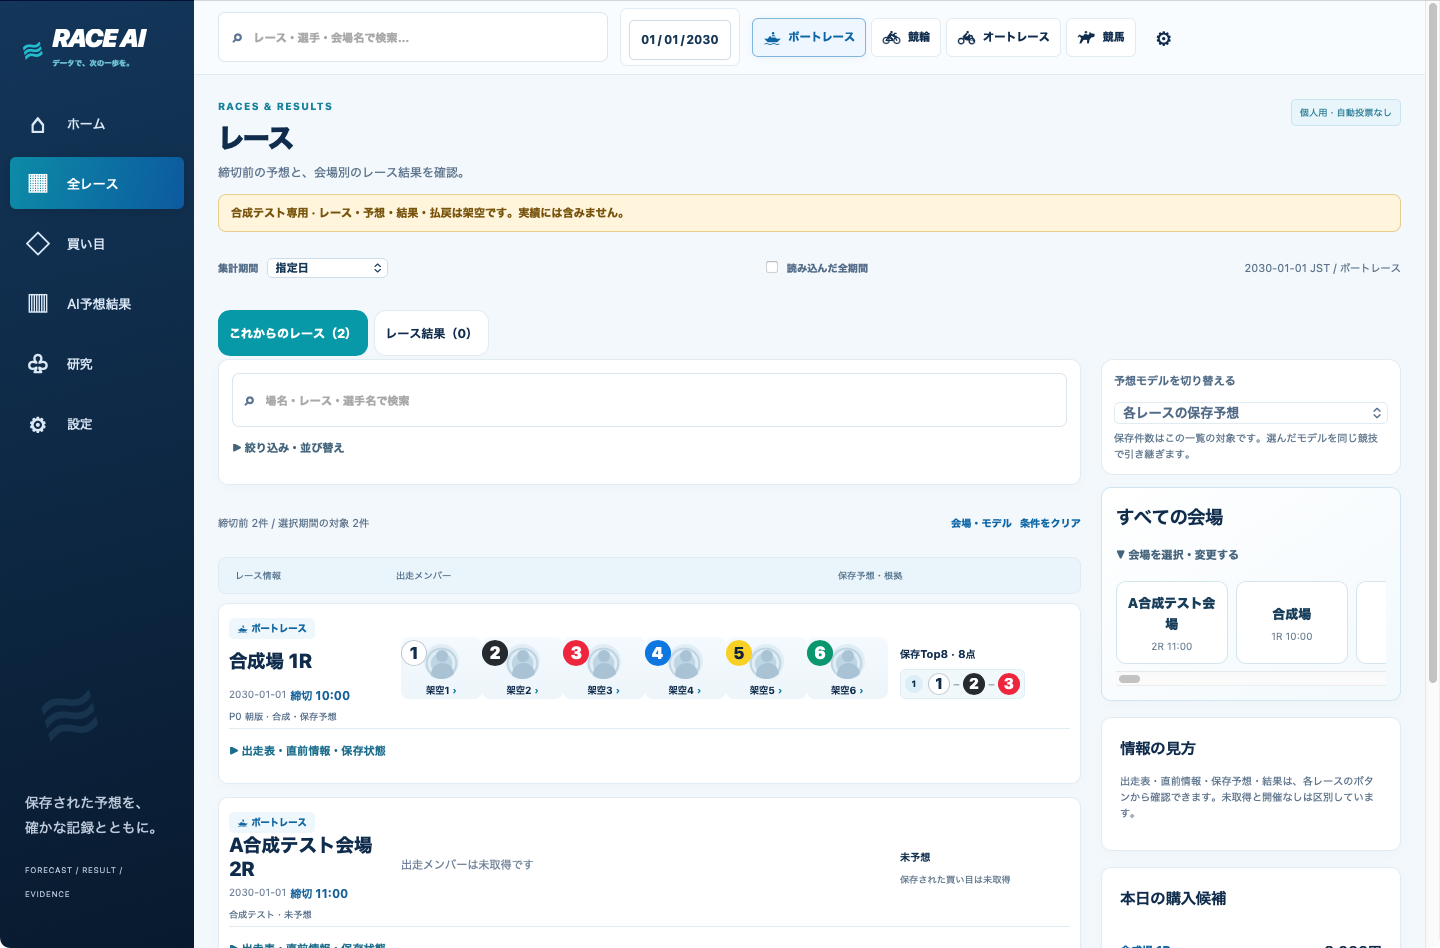 RACE AI
データで、次の一歩を。
ホーム
全レース
買い目
AI予想結果
研究
設定
保存された予想を、
確かな記録とともに。
FORECAST / RESULT /
EVIDENCE
レース・選手・会場名で検索...
01/01/2030
ボートレース
競輪
オートレース
競馬
RACES & RESULTS
レース
締切前の予想と、会場別のレース結果を確認。
個人用・自動投票なし
合成テスト専用・レース・予想・結果・払戻は架空です。実績には含みません。
集計期間 指定日
読み込んだ全期間
2030-01-01 JST / ボートレース
これからのレース（2）
レース結果（0）
場名・レース・選手名で検索
▶ 絞り込み・並び替え
締切前 2件 / 選択期間の対象 2件
会場・モデル 条件をクリア
レース情報 出走メンバー 保存予想・根拠
ボートレース
合成場 1R
2030-01-01 締切 10:00
P0 朝版・合成・保存予想
1 2 3 4 5 6
架空1 › 架空2 › 架空3 › 架空4 › 架空5 › 架空6 ›
保存Top8・8点
1 1 – 2 – 3
▶ 出走表・直前情報・保存状態
ボートレース
A合成テスト会場
2R
2030-01-01 締切 11:00
合成テスト・未予想
出走メンバーは未取得です
未予想
保存された買い目は未取得
▶ 出走表・直前情報・保存状態
予想モデルを切り替える
各レースの保存予想
保存件数はこの一覧の対象です。選んだモデルを同じ競技
で引き継ぎます。
すべての会場
▼ 会場を選択・変更する
A合成テスト会
場
2R 11:00
合成場
1R 10:00
情報の見方
出走表・直前情報・保存予想・結果は、各レースのボタ
ンから確認できます。未取得と開催なしは区別していま
す。
本日の購入候補
合成場 1R